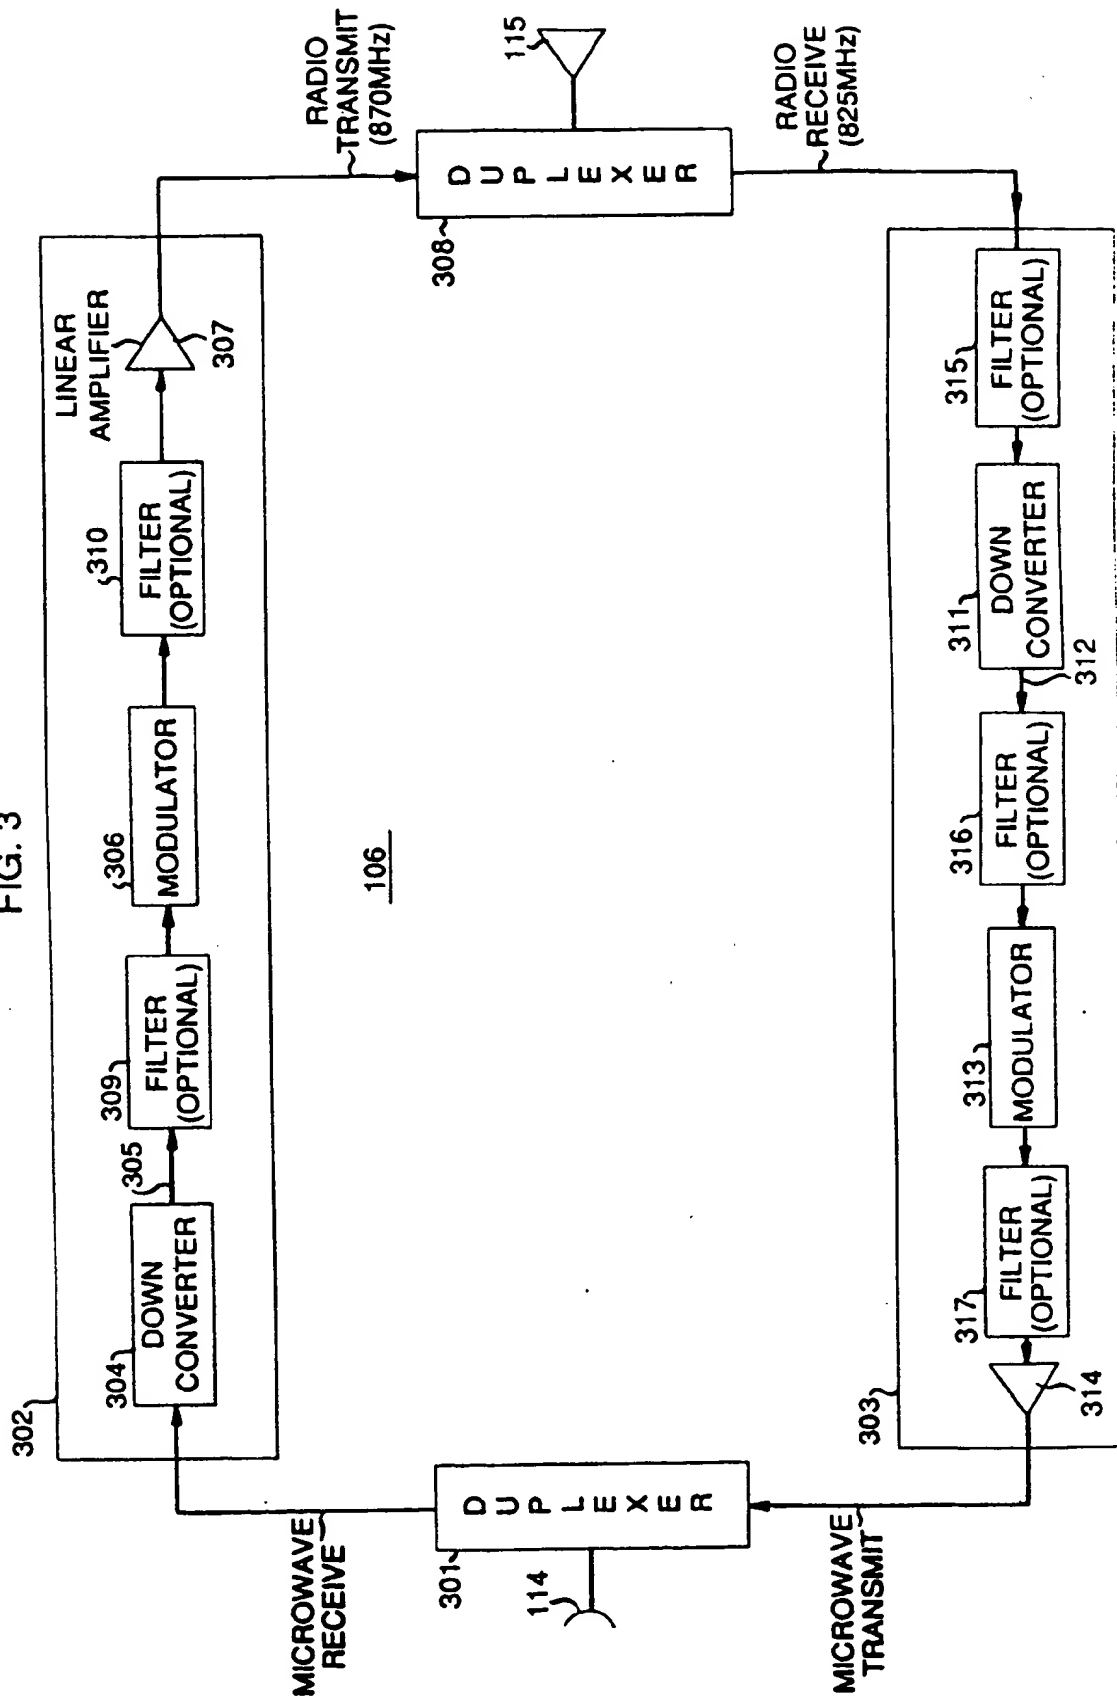 FIG. 3
302
304
DOWN
CONVERTER
305
309
FILTER
(OPTIONAL)
306
MODULATOR
310
FILTER
(OPTIONAL)
LINEAR
AMPLIFIER
307
MICROWAVE
RECEIVE
RADIO
TRANSMIT
(870MHz)
301
DUPLEXER
114
106
308
DUPLEXER
115
MICROWAVE
TRANSMIT
RADIO
RECEIVE
(825MHz)
303
314
317
FILTER
(OPTIONAL)
313
MODULATOR
316
FILTER
(OPTIONAL)
312
311
DOWN
CONVERTER
315
FILTER
(OPTIONAL)